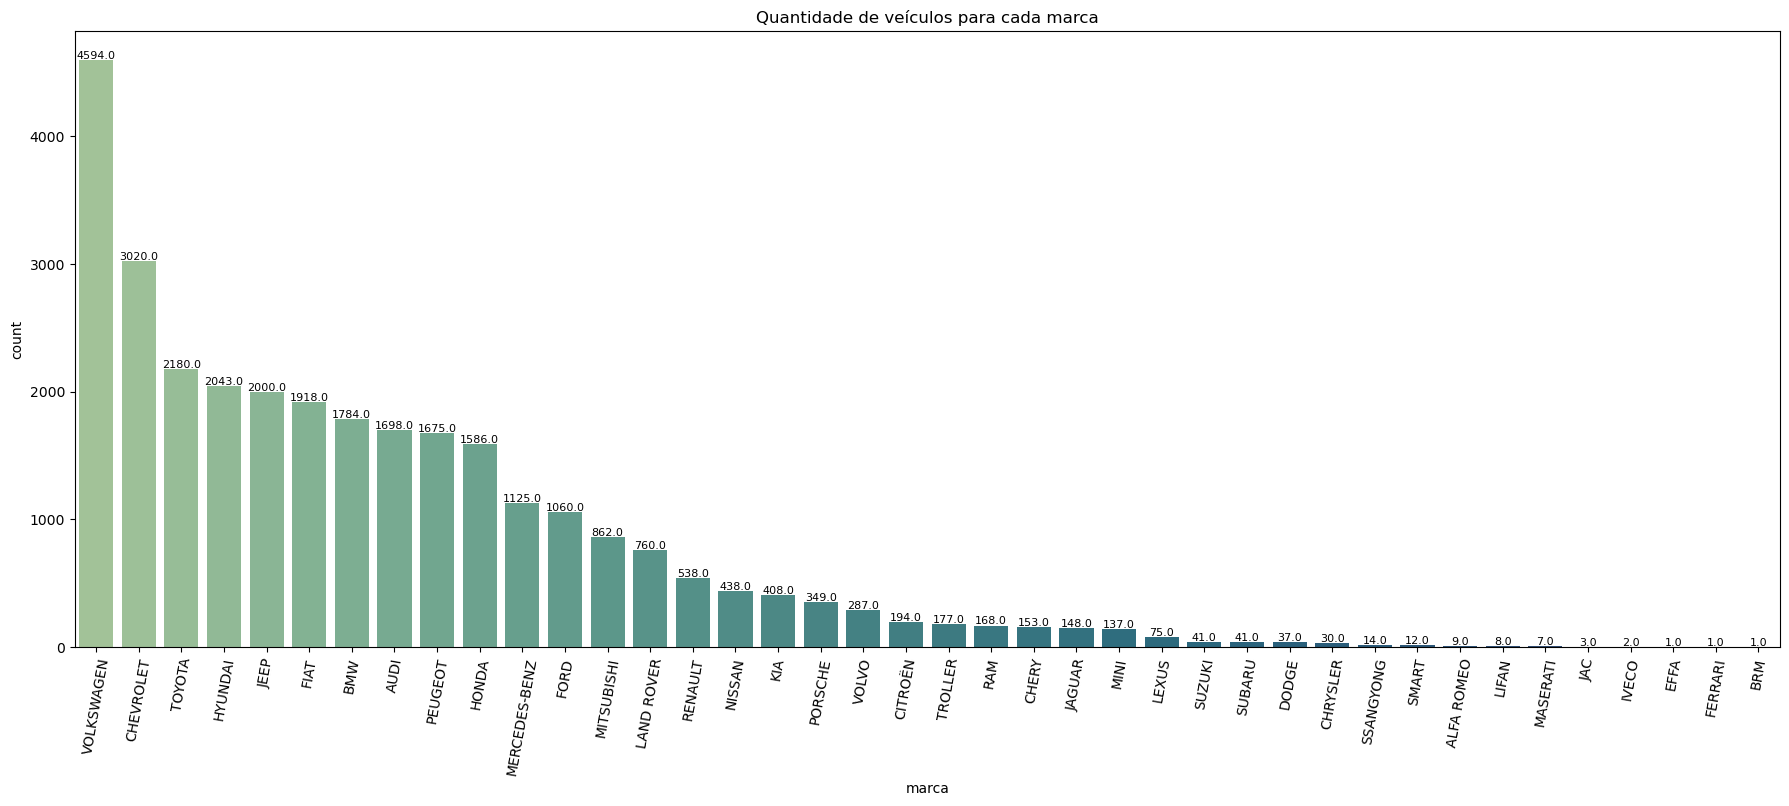 Quantidade de veículos para cada marca
count
4000
3000
2000
1000
0
4594.0
3020.0
2180.0
2043.0
2000.0
1918.0
1784.0
1698.0
1675.0
1586.0
1125.0
1060.0
862.0
760.0
538.0
438.0
408.0
349.0
287.0
194.0
177.0
168.0
153.0
148.0
137.0
75.0
41.0
41.0
37.0
30.0
14.0
12.0
9.0
8.0
7.0
3.0
2.0
1.0
1.0
1.0
VOLKSWAGEN
CHEVROLET
TOYOTA
HYUNDAI
JEEP
FIAT
BMW
AUDI
PEUGEOT
HONDA
MERCEDES-BENZ
FORD
MITSUBISHI
LAND ROVER
RENAULT
NISSAN
KIA
PORSCHE
VOLVO
CITROËN
TROLLER
RAM
CHERY
JAGUAR
MINI
LEXUS
SUZUKI
SUBARU
DODGE
CHRYSLER
SSANGYONG
SMART
ALFA ROMEO
LIFAN
MASERATI
JAC
IVECO
EFFA
FERRARI
BRM
marca